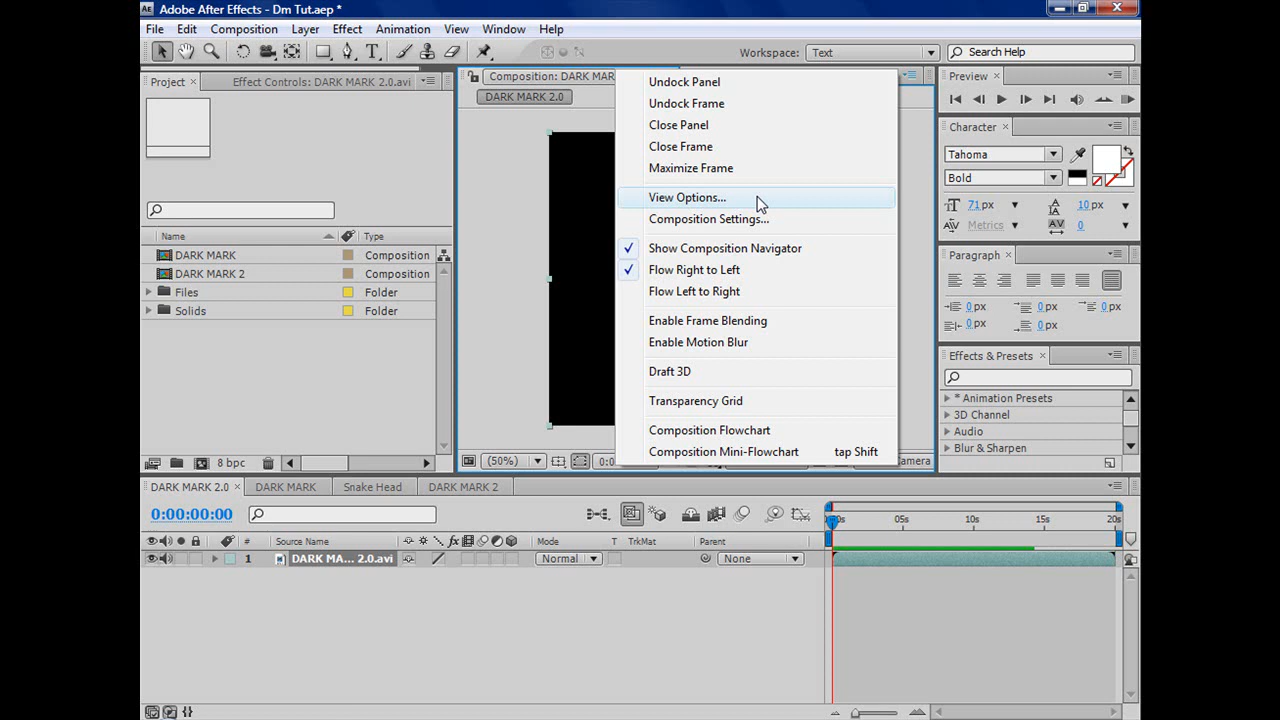 Adobe After Effects - Dm Tut.aep *
File Edit Composition Layer Effect Animation View Window Help
Workspace: Text Search Help
Project × Effect Controls: DARK MARK 2.0.avi
Composition: DARK MAR
DARK MARK 2.0
Undock Panel
Undock Frame
Close Panel
Close Frame
Maximize Frame
View Options...
Composition Settings...
Show Composition Navigator
Flow Right to Left
Flow Left to Right
Enable Frame Blending
Enable Motion Blur
Draft 3D
Transparency Grid
Composition Flowchart
Composition Mini-Flowchart tap Shift
Name Type
DARK MARK Composition
DARK MARK 2 Composition
Files Folder
Solids Folder
8 bpc
(50%) 0:0 amera
Preview ×
Character ×
Tahoma
Bold
71 px 10 px
Metrics 0
Paragraph ×
0 px 0 px 0 px
0 px 0 px
Effects & Presets ×
* Animation Presets
3D Channel
Audio
Blur & Sharpen
DARK MARK 2.0 × DARK MARK Snake Head DARK MARK 2
0:00:00:00
05s 10s 15s 20s
# Source Name Mode T TrkMat Parent
1 DARK MA... 2.0.avi Normal None